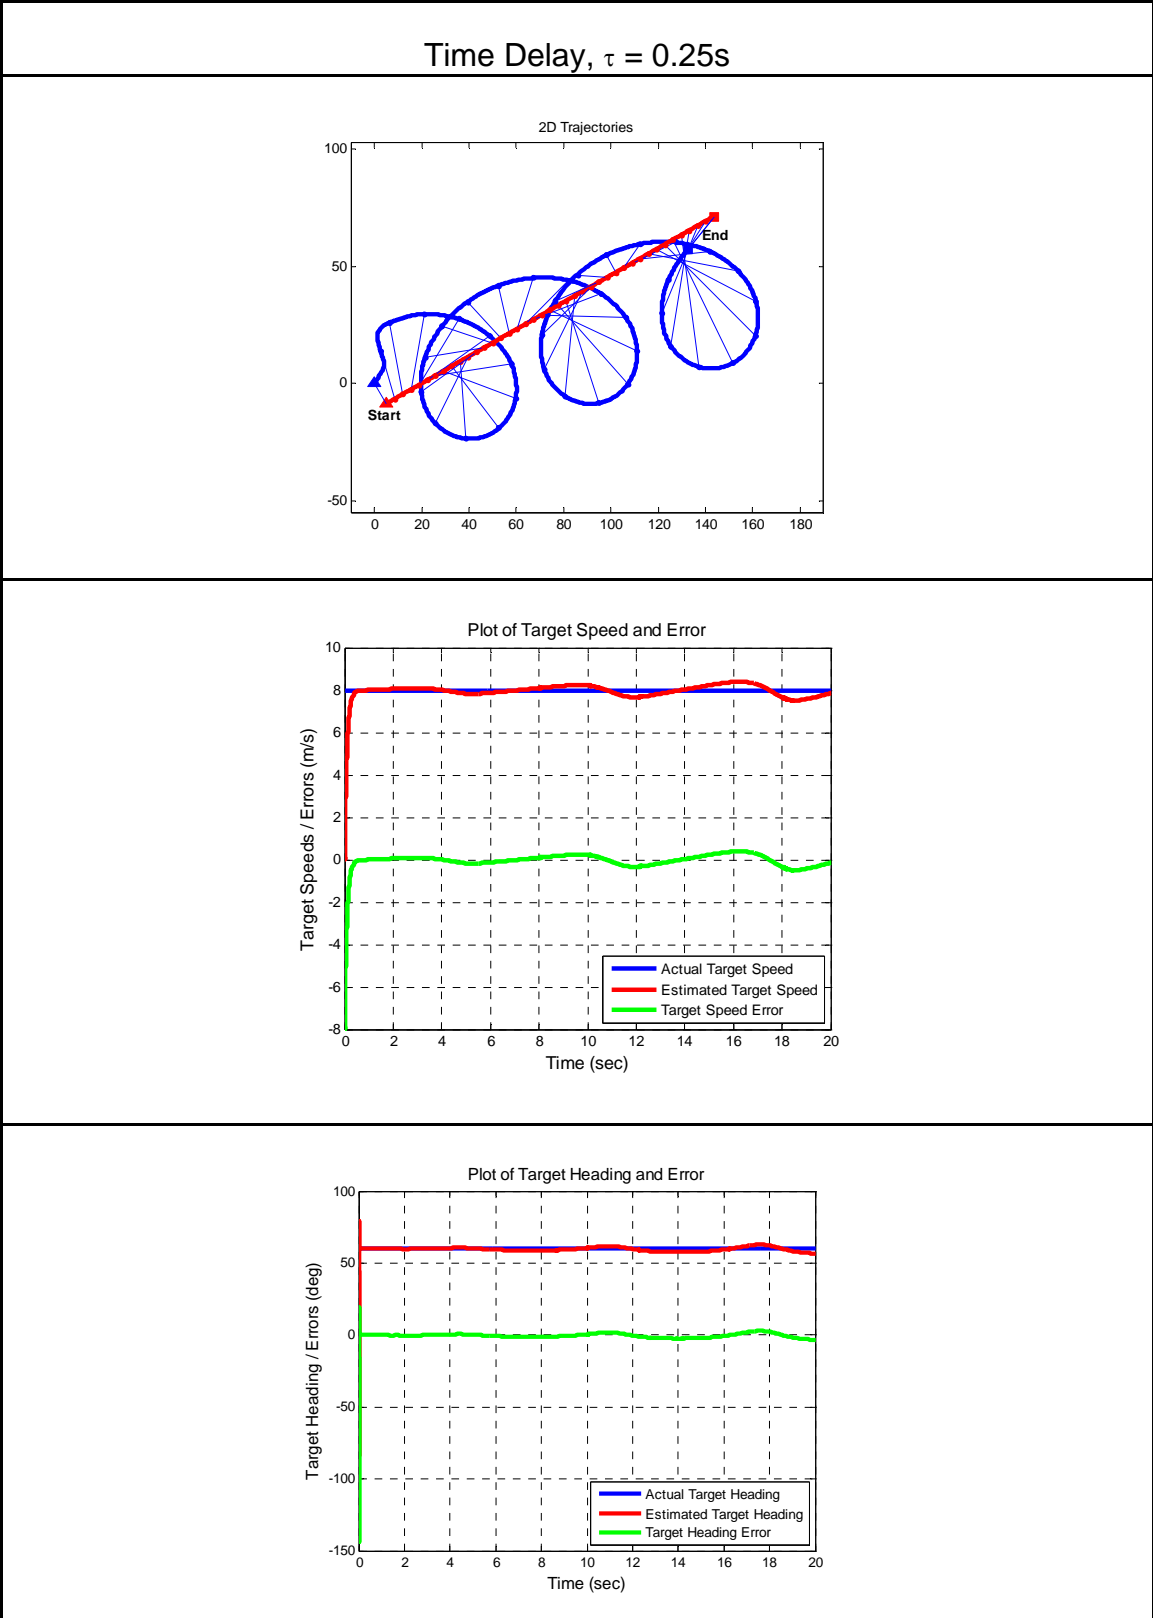 Time Delay, τ = 0.25s
2D Trajectories
100
50
0
-50
End
Start
0 20 40 60 80 100 120 140 160 180
Plot of Target Speed and Error
Target Speeds / Errors (m/s)
10
8
6
4
2
0
-2
-4
-6
-8
Actual Target Speed
Estimated Target Speed
Target Speed Error
0 2 4 6 8 10 12 14 16 18 20
Time (sec)
Plot of Target Heading and Error
Target Heading / Errors (deg)
100
50
0
-50
-100
-150
Actual Target Heading
Estimated Target Heading
Target Heading Error
0 2 4 6 8 10 12 14 16 18 20
Time (sec)